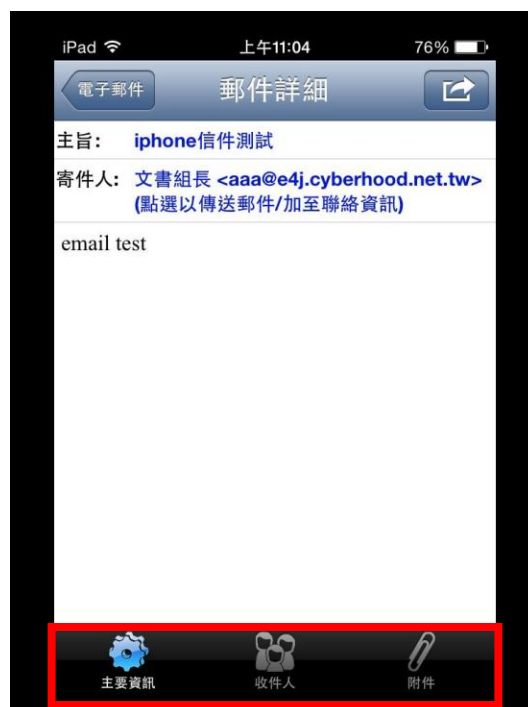 iPad 上午11:04 76%
電子郵件 郵件詳細
主旨: iphone信件測試
寄件人: 文書組長 <aaa@e4j.cyberhood.net.tw>
(點選以傳送郵件/加至聯絡資訊)
email test
主要資訊 收件人 附件